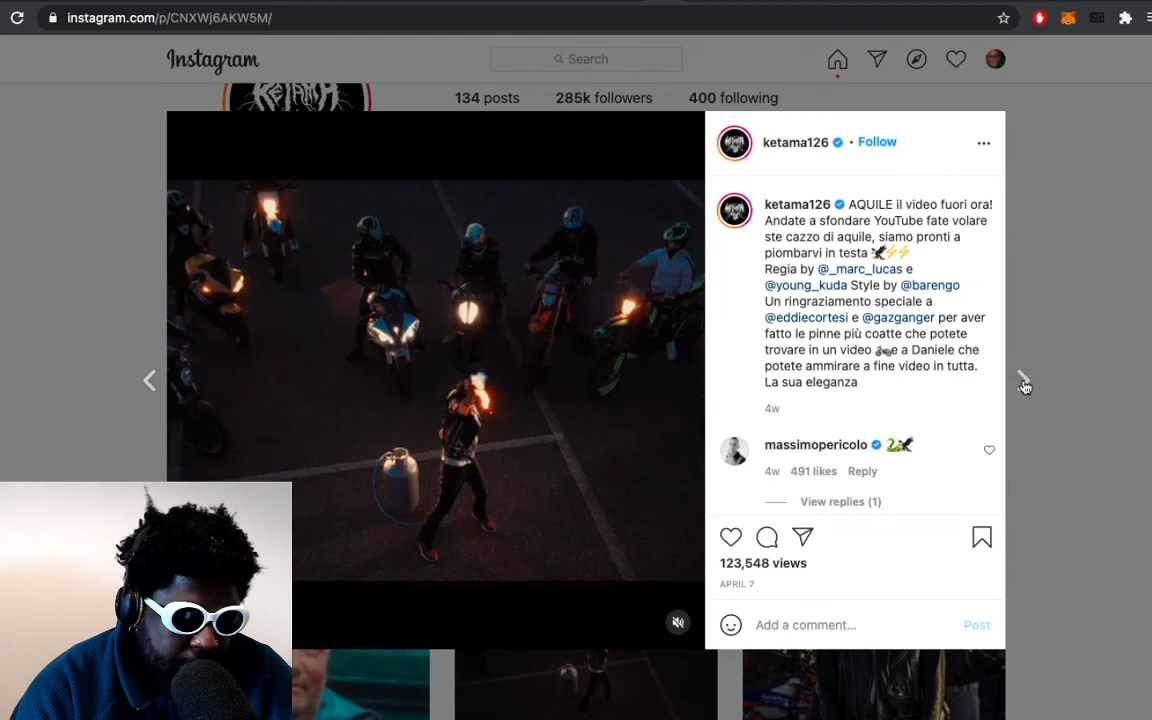 instagram.com/p/CNXWj6AKW5M/
Instagram
Search
KETAMA
134 posts 285k followers 400 following
ketama126 • Follow
ketama126 AQUILE il video fuori ora!
Andate a sfondare YouTube fate volare
ste cazzo di aquile, siamo pronti a
piombarvi in testa 🦅⚡⚡
Regia by @_marc_lucas e
@young_kuda Style by @barengo
Un ringraziamento speciale a
@eddiecortesi e @gazganger per aver
fatto le pinne più coatte che potete
trovare in un video 🏍e a Daniele che
potete ammirare a fine video in tutta.
La sua eleganza
4w
massimopericolo 🐍🦅
4w 491 likes Reply
View replies (1)
123,548 views
APRIL 7
Add a comment...
Post